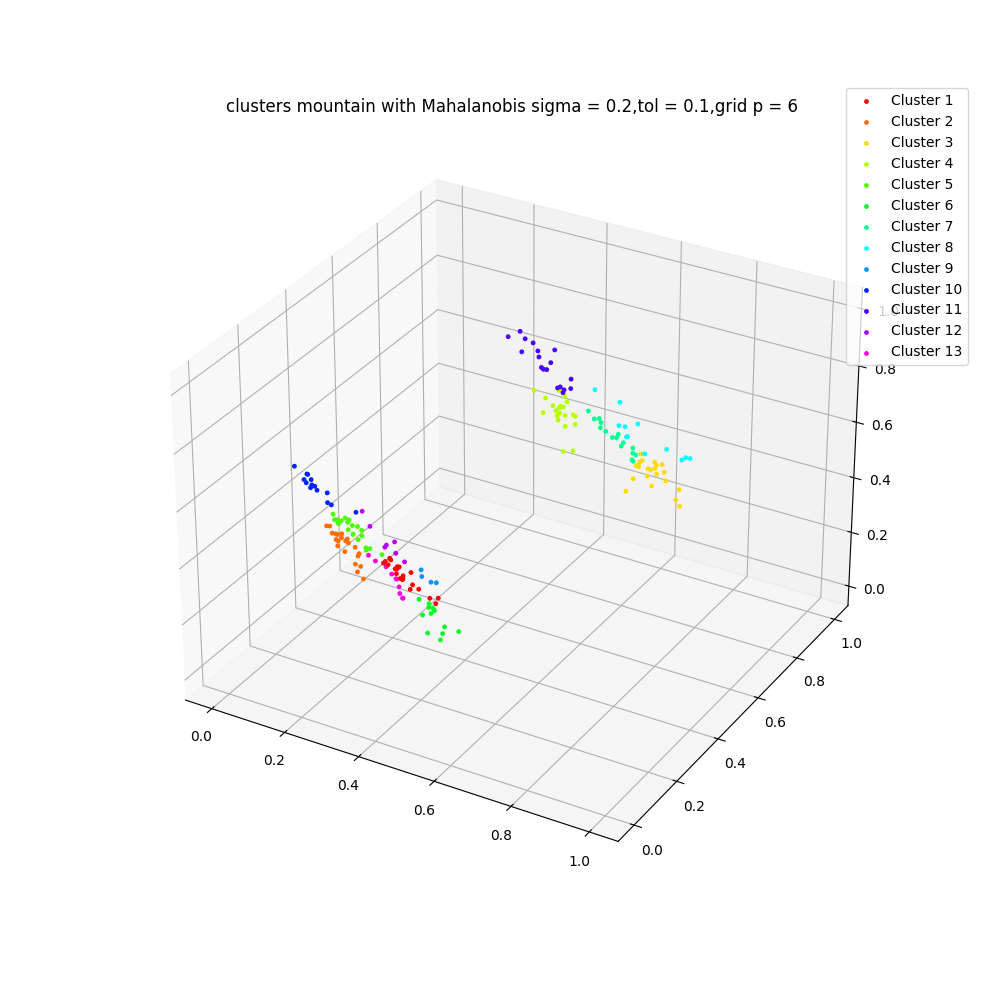 clusters mountain with Mahalanobis sigma = 0.2,tol = 0.1,grid p = 6
Cluster 1
Cluster 2
Cluster 3
Cluster 4
Cluster 5
Cluster 6
Cluster 7
Cluster 8
Cluster 9
Cluster 10
Cluster 11
Cluster 12
Cluster 13
0.8
0.6
0.4
0.2
0.0
1.0
0.8
0.6
0.4
0.2
0.0
0.0
0.2
0.4
0.6
0.8
1.0